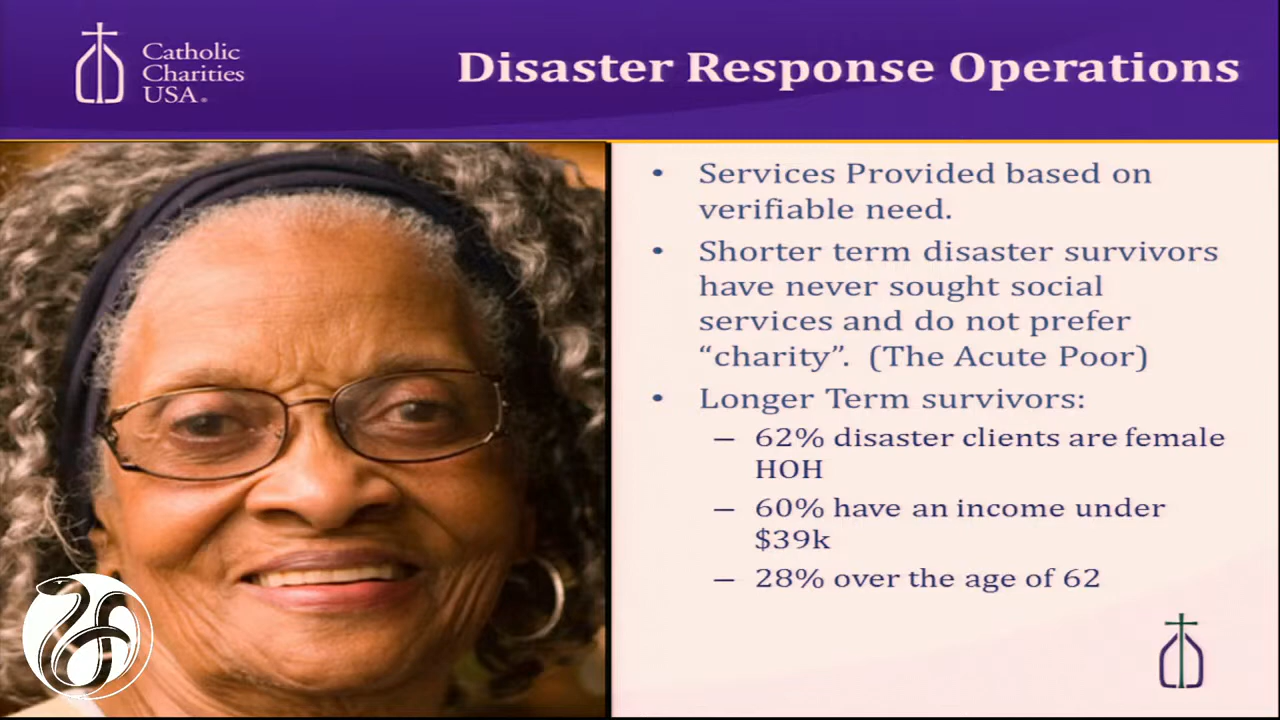 Catholic
Charities
USA®
Disaster Response Operations
• Services Provided based on
verifiable need.
• Shorter term disaster survivors
have never sought social
services and do not prefer
“charity”. (The Acute Poor)
• Longer Term survivors:
– 62% disaster clients are female
HOH
– 60% have an income under
$39k
– 28% over the age of 62